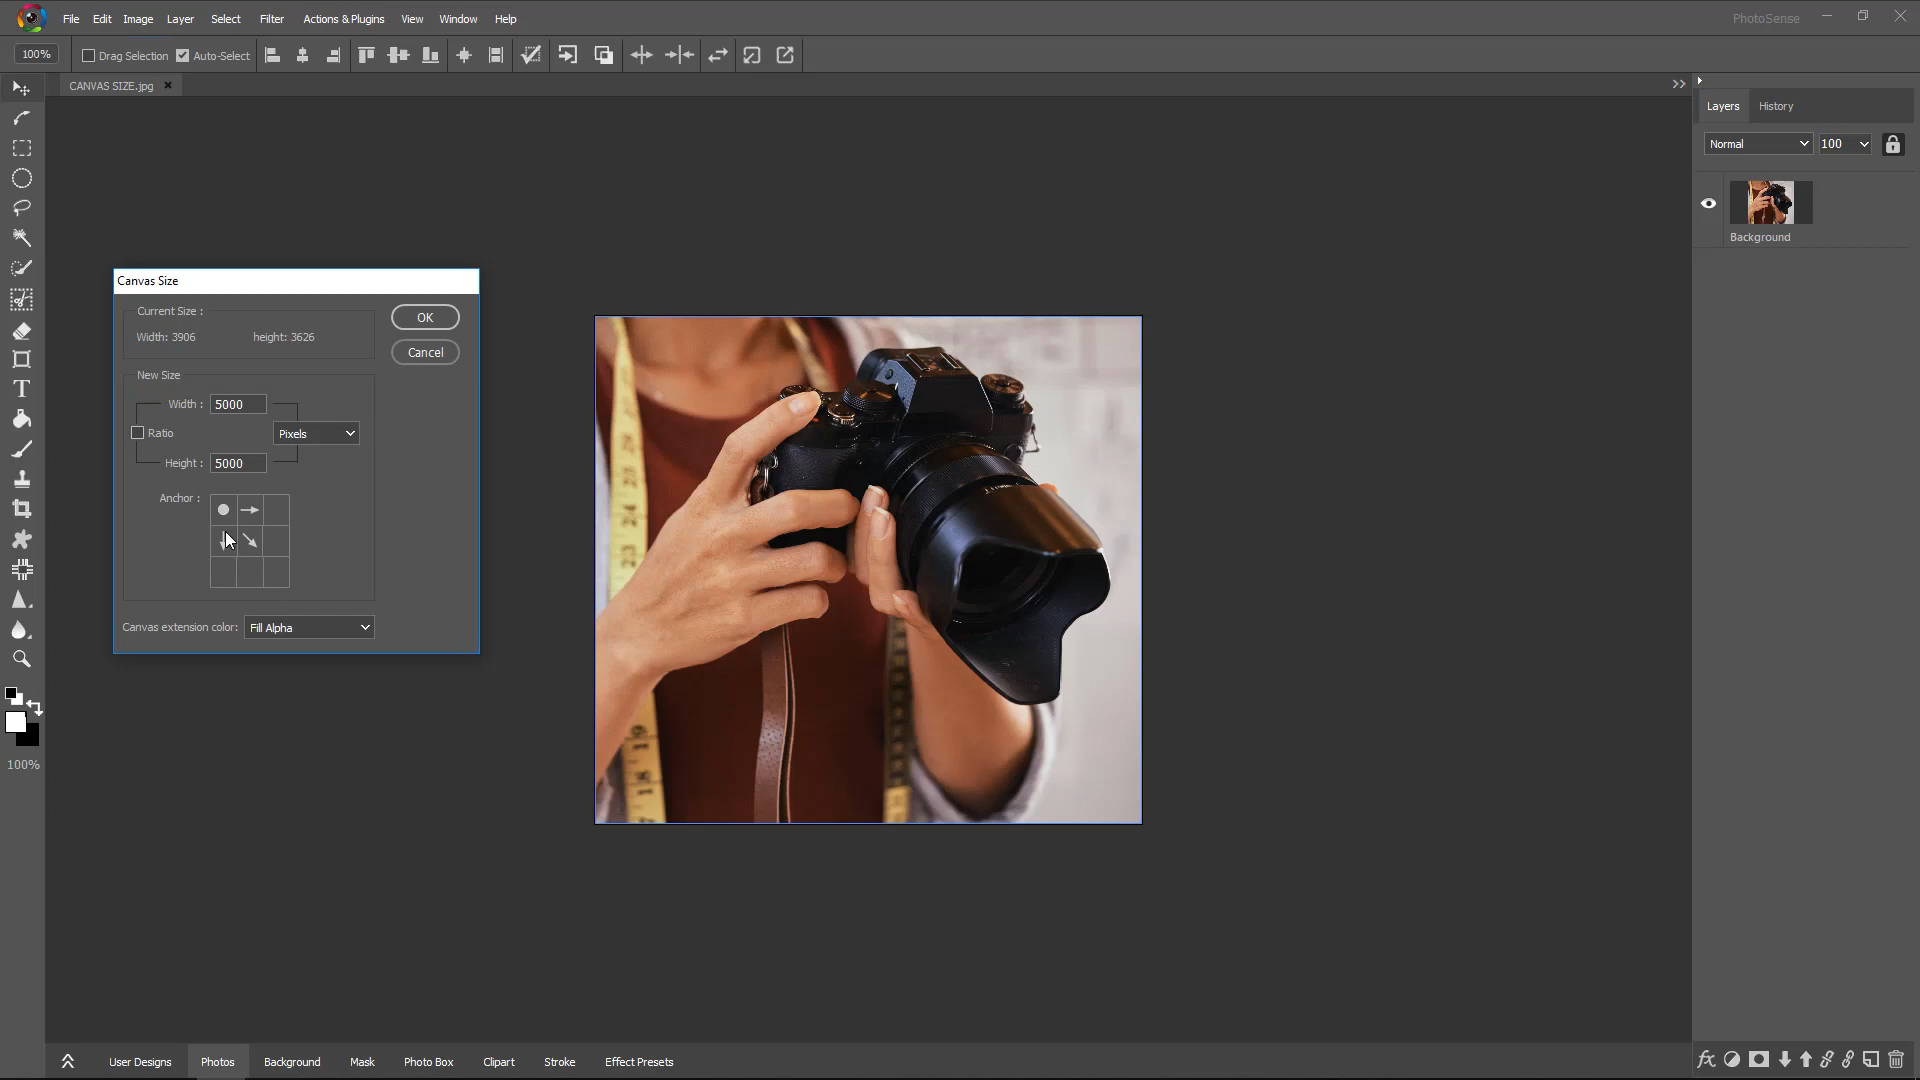 File Edit Image Layer Select Filter Actions & Plugins View Window Help PhotoSense
100% Drag Selection Auto-Select
CANVAS SIZE.jpg
Layers History
Normal 100
Background
Canvas Size
Current Size :
Width: 3906 height: 3626
OK
Cancel
New Size
Width : 5000
Ratio Pixels
Height : 5000
Anchor :
Canvas extension color: Fill Alpha
T
100%
User Designs Photos Background Mask Photo Box Clipart Stroke Effect Presets
fx